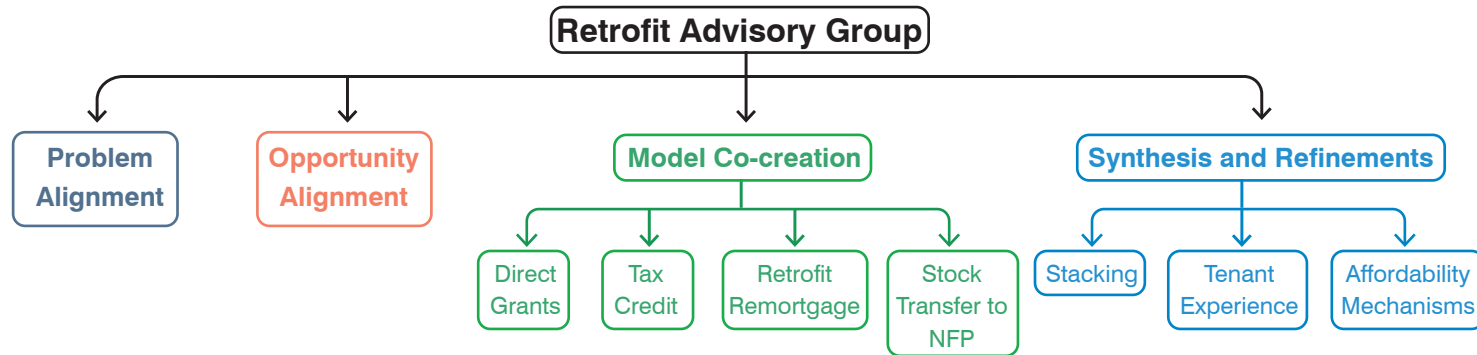 Retrofit Advisory Group
Problem
Alignment
Opportunity
Alignment
Model Co-creation
Synthesis and Refinements
Direct
Grants
Tax
Credit
Retrofit
Remortgage
Stock
Transfer to
NFP
Stacking
Tenant
Experience
Affordability
Mechanisms